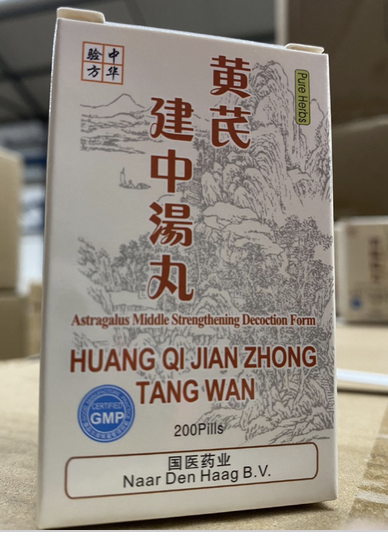 中华
验方
黄芪
建中湯丸
Pure Herbs
Astragalus Middle Strengthening Decoction Form
HUANG QI JIAN ZHONG
TANG WAN
CERTIFIED
GMP
200Pills
国医药业
Naar Den Haag B.V.